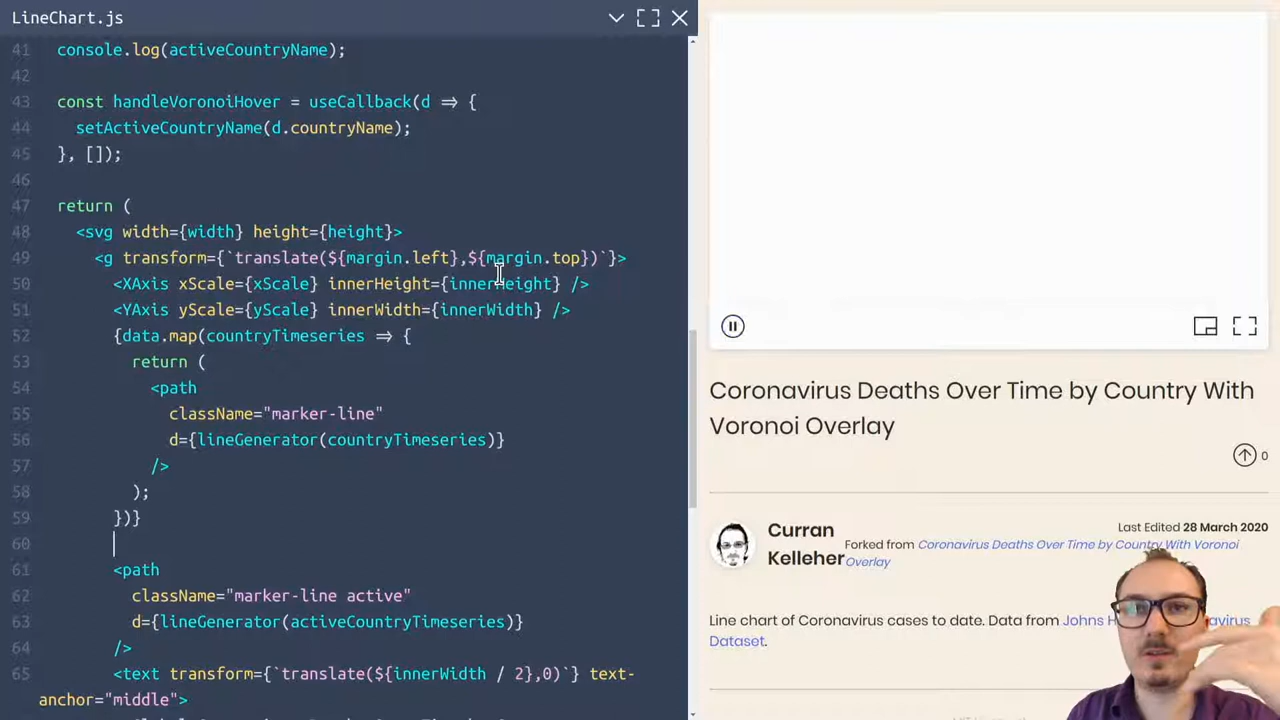 LineChart.js
41 console.log(activeCountryName);
42
43 const handleVoronoiHover = useCallback(d => {
44 setActiveCountryName(d.countryName);
45 }, []);
46
47 return (
48 <svg width={width} height={height}>
49 <g transform={`translate(${margin.left},${margin.top})`}>
50 <XAxis xScale={xScale} innerHeight={innerHeight} />
51 <YAxis yScale={yScale} innerWidth={innerWidth} />
52 {data.map(countryTimeseries => {
53 return (
54 <path
55 className="marker-line"
56 d={lineGenerator(countryTimeseries)}
57 />
58 );
59 })}
60
61 <path
62 className="marker-line active"
63 d={lineGenerator(activeCountryTimeseries)}
64 />
65 <text transform={`translate(${innerWidth / 2},0)`} text-
anchor="middle">
Coronavirus Deaths Over Time by Country With
Voronoi Overlay
0
Curran
Kelleher
Last Edited 28 March 2020
Forked from Coronavirus Deaths Over Time by Country With Voronoi
Overlay
Line chart of Coronavirus cases to date. Data from Johns
Dataset.